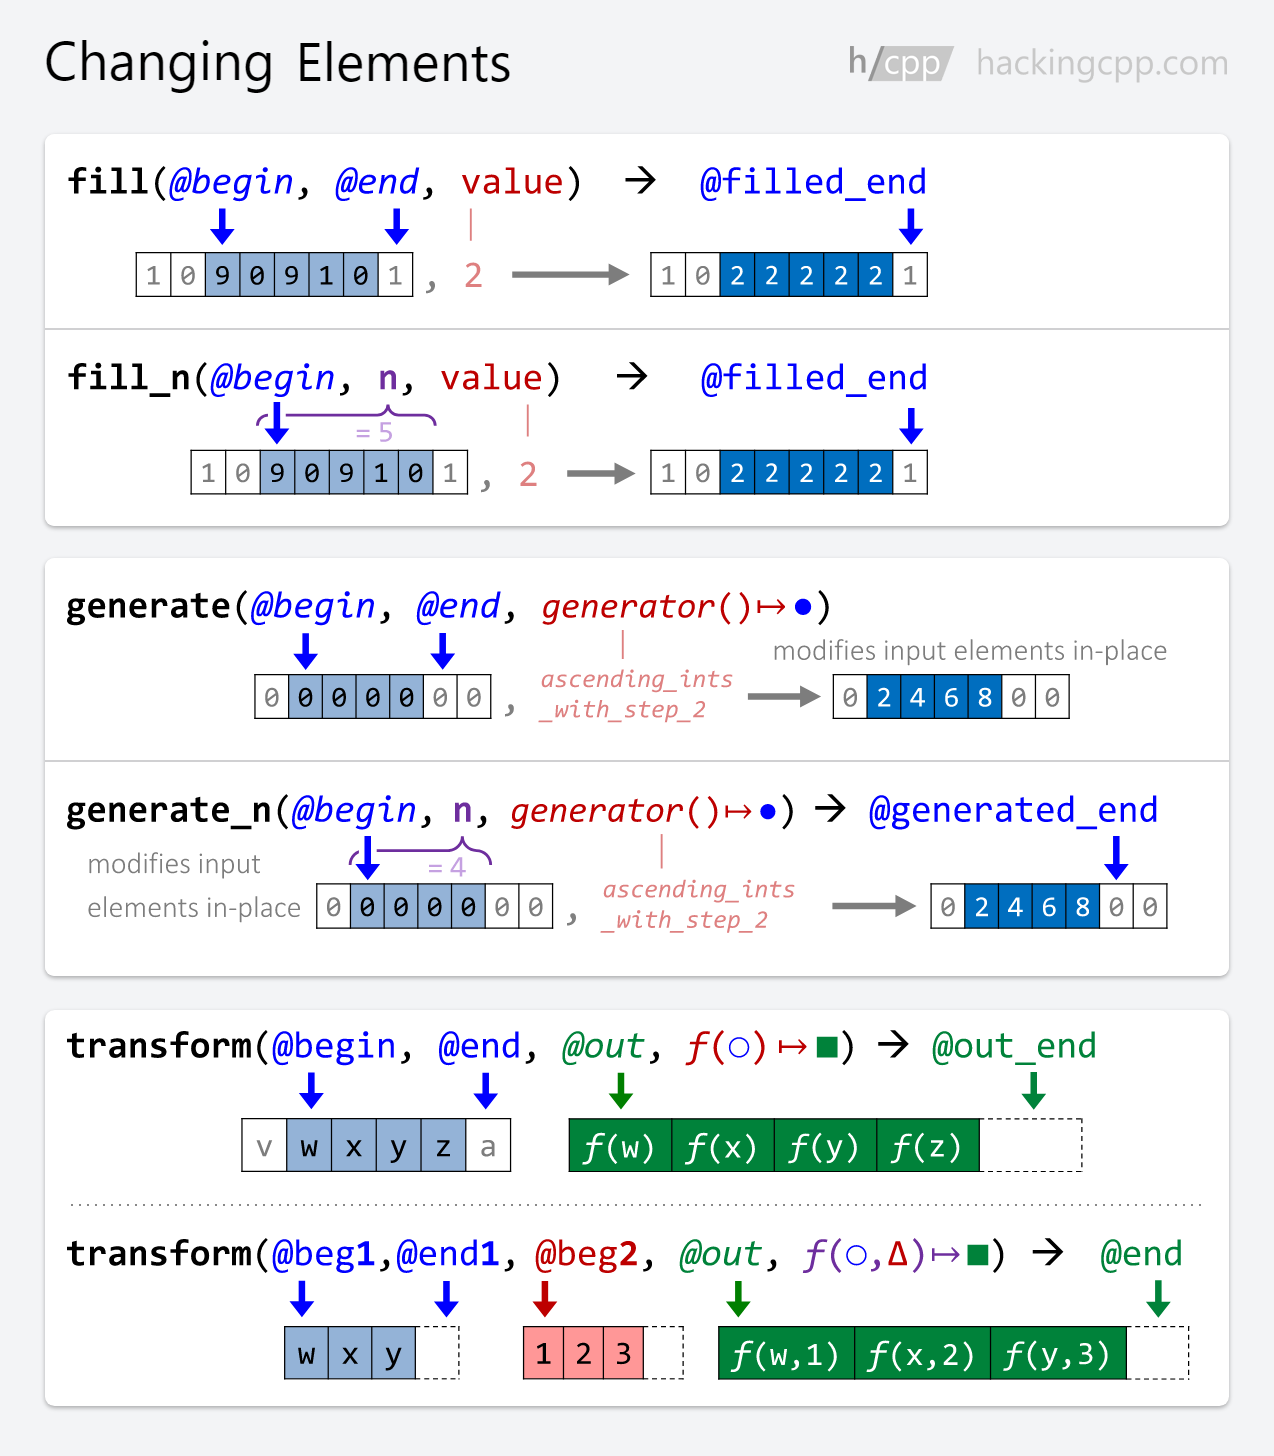 Changing Elements
h/cpp hackingcpp.com
fill(@begin, @end, value) → @filled_end
1 0 9 0 9 1 0 1 , 2 1 0 2 2 2 2 2 1
fill_n(@begin, n, value) → @filled_end
= 5
1 0 9 0 9 1 0 1 , 2 1 0 2 2 2 2 2 1
generate(@begin, @end, generator()↦●)
modifies input elements in-place
0 0 0 0 0 0 0 , ascending_ints 0 2 4 6 8 0 0
_with_step_2
generate_n(@begin, n, generator()↦●) → @generated_end
modifies input = 4
elements in-place 0 0 0 0 0 0 0 , ascending_ints 0 2 4 6 8 0 0
_with_step_2
transform(@begin, @end, @out, f(○)↦■) → @out_end
v w x y z a f(w) f(x) f(y) f(z)
transform(@beg1,@end1, @beg2, @out, f(○,Δ)↦■) → @end
w x y 1 2 3 f(w,1) f(x,2) f(y,3)